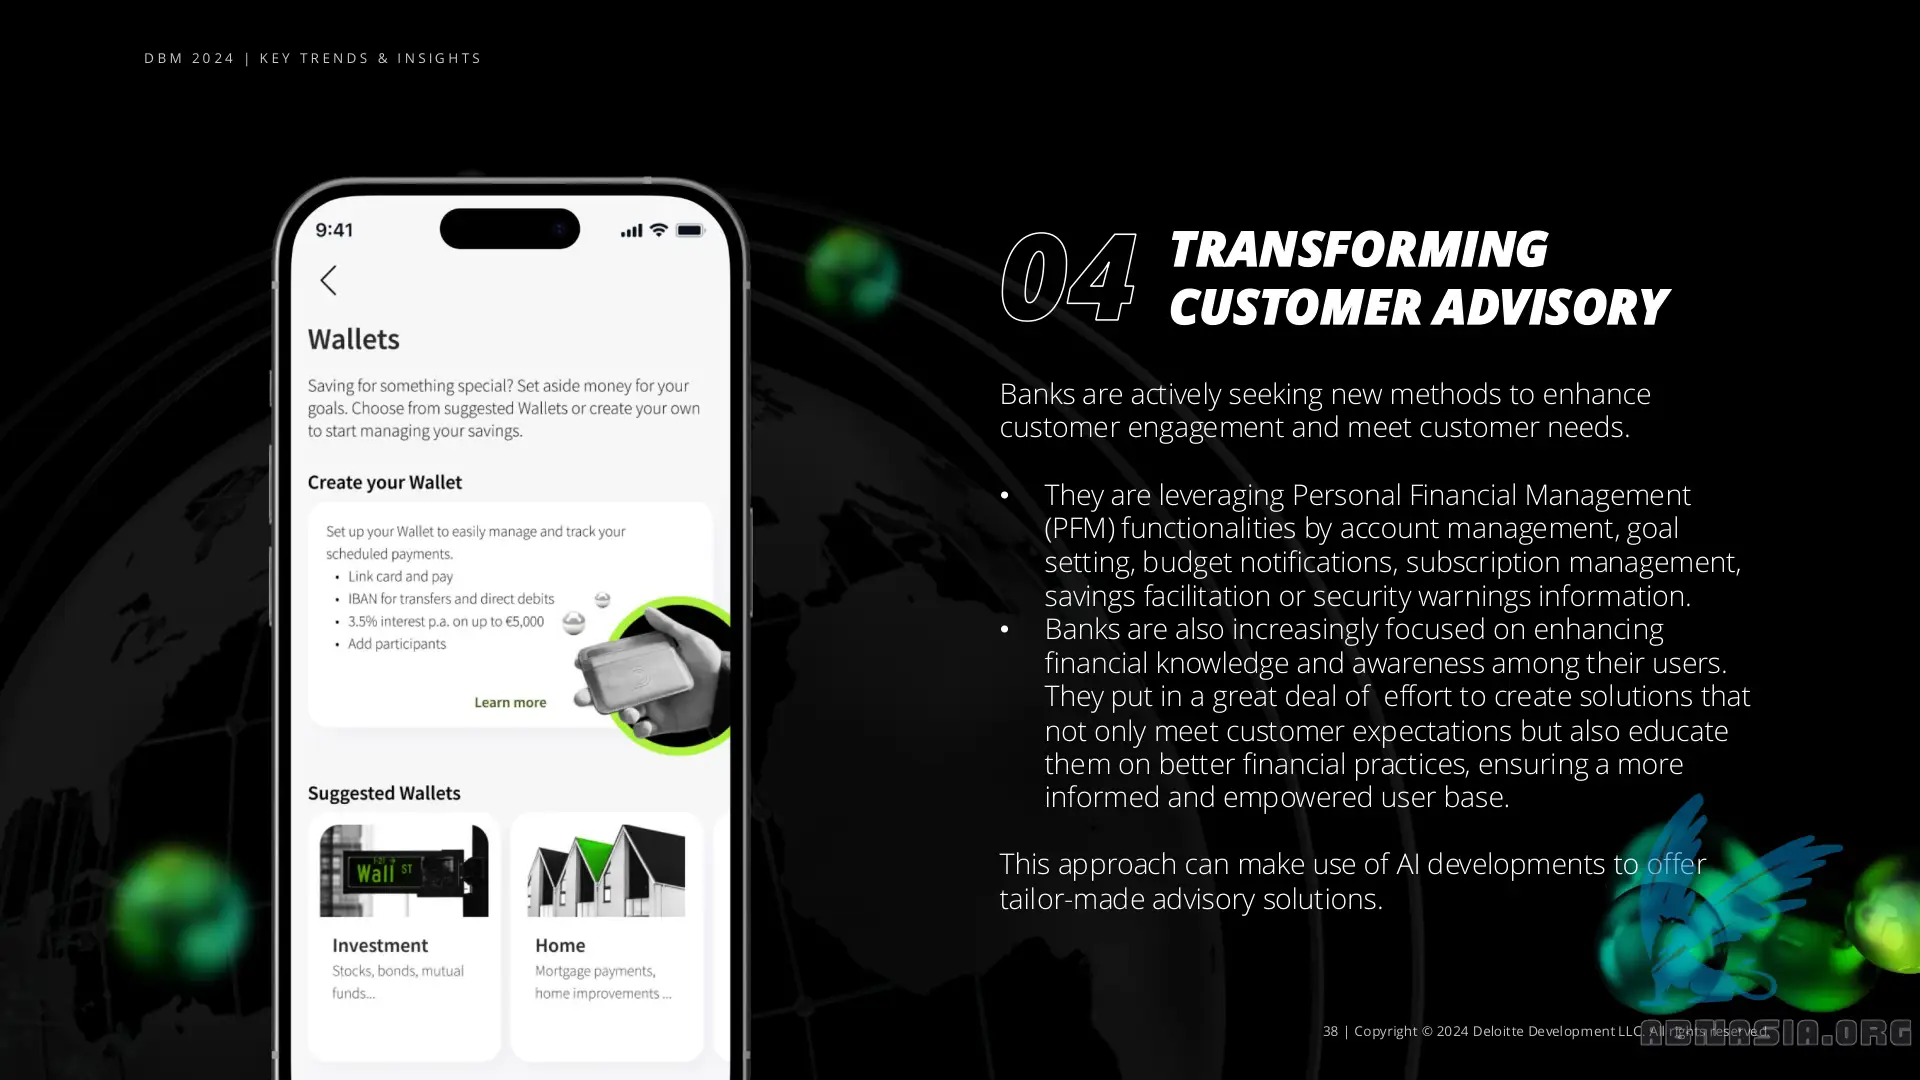 DBM 2024 | KEY TRENDS & INSIGHTS
9:41
Wallets
Saving for something special? Set aside money for your
goals. Choose from suggested Wallets or create your own
to start managing your savings.
Create your Wallet
Set up your Wallet to easily manage and track your
scheduled payments.
• Link card and pay
• IBAN for transfers and direct debits
• 3.5% interest p.a. on up to €5,000
• Add participants
Learn more
Suggested Wallets
Wall ST
Investment
Stocks, bonds, mutual
funds...
Home
Mortgage payments,
home improvements ...
04
TRANSFORMING
CUSTOMER ADVISORY
Banks are actively seeking new methods to enhance
customer engagement and meet customer needs.
• They are leveraging Personal Financial Management
(PFM) functionalities by account management, goal
setting, budget notifications, subscription management,
savings facilitation or security warnings information.
• Banks are also increasingly focused on enhancing
financial knowledge and awareness among their users.
They put in a great deal of effort to create solutions that
not only meet customer expectations but also educate
them on better financial practices, ensuring a more
informed and empowered user base.
This approach can make use of AI developments to offer
tailor-made advisory solutions.
38 | Copyright © 2024 Deloitte Development LLC. All rights reserved.
ADINASIA.ORG